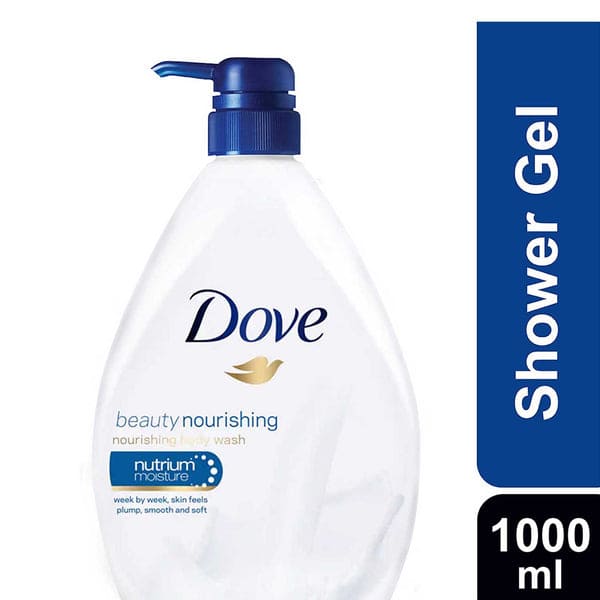 Dove
beauty nourishing
nourishing body wash
nutrium
moisture
week by week, skin feels
plump, smooth and soft
Shower Gel
1000
ml